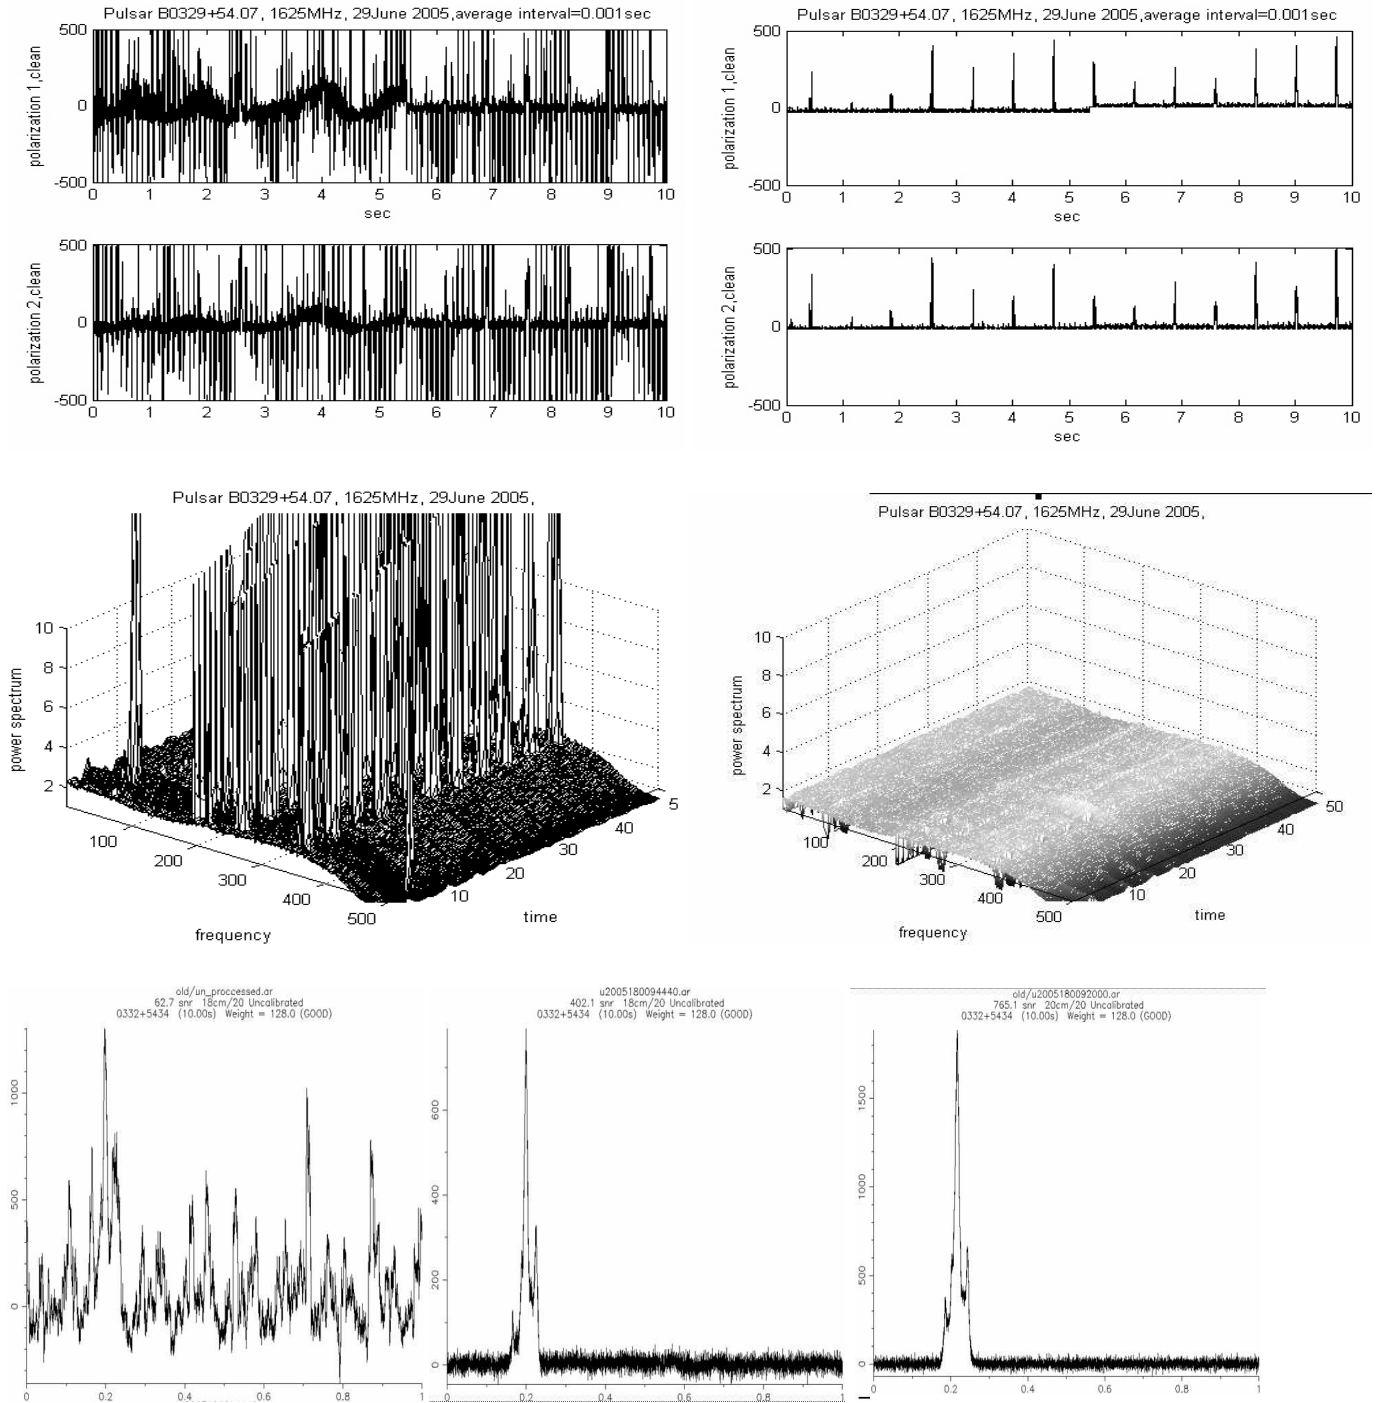 Pulsar B0329+54.07, 1625MHz, 29June 2005,average interval=0.001sec
polarization 1,clean
500
0
-500
0 1 2 3 4 5 6 7 8 9 10
sec
polarization 2,clean
500
0
-500
0 1 2 3 4 5 6 7 8 9 10
sec
Pulsar B0329+54.07, 1625MHz, 29June 2005,average interval=0.001sec
polarization 1,clean
500
0
-500
0 1 2 3 4 5 6 7 8 9 10
sec
polarization 2,clean
500
0
-500
0 1 2 3 4 5 6 7 8 9 10
sec
Pulsar B0329+54.07, 1625MHz, 29June 2005,
power spectrum
10
8
6
4
2
100
200
300
400
500
frequency
10
20
30
40
5
time
Pulsar B0329+54.07, 1625MHz, 29June 2005,
power spectrum
10
8
6
4
2
100
200
300
400
500
frequency
10
20
30
40
50
time
old/un_proccessed.ar
62.7 snr 18cm/20 Uncalibrated
0332+5434 (10.00s) Weight = 128.0 (GOOD)
1000
500
0
0 0.2 0.4 0.6 0.8 1
u2005180094440.ar
402.1 snr 18cm/20 Uncalibrated
0332+5434 (10.00s) Weight = 128.0 (GOOD)
600
400
200
0
0 0.2 0.4 0.6 0.8 1
old/u2005180092000.ar
765.1 snr 20cm/20 Uncalibrated
0332+5434 (10.00s) Weight = 128.0 (GOOD)
1500
1000
500
0
0 0.2 0.4 0.6 0.8 1